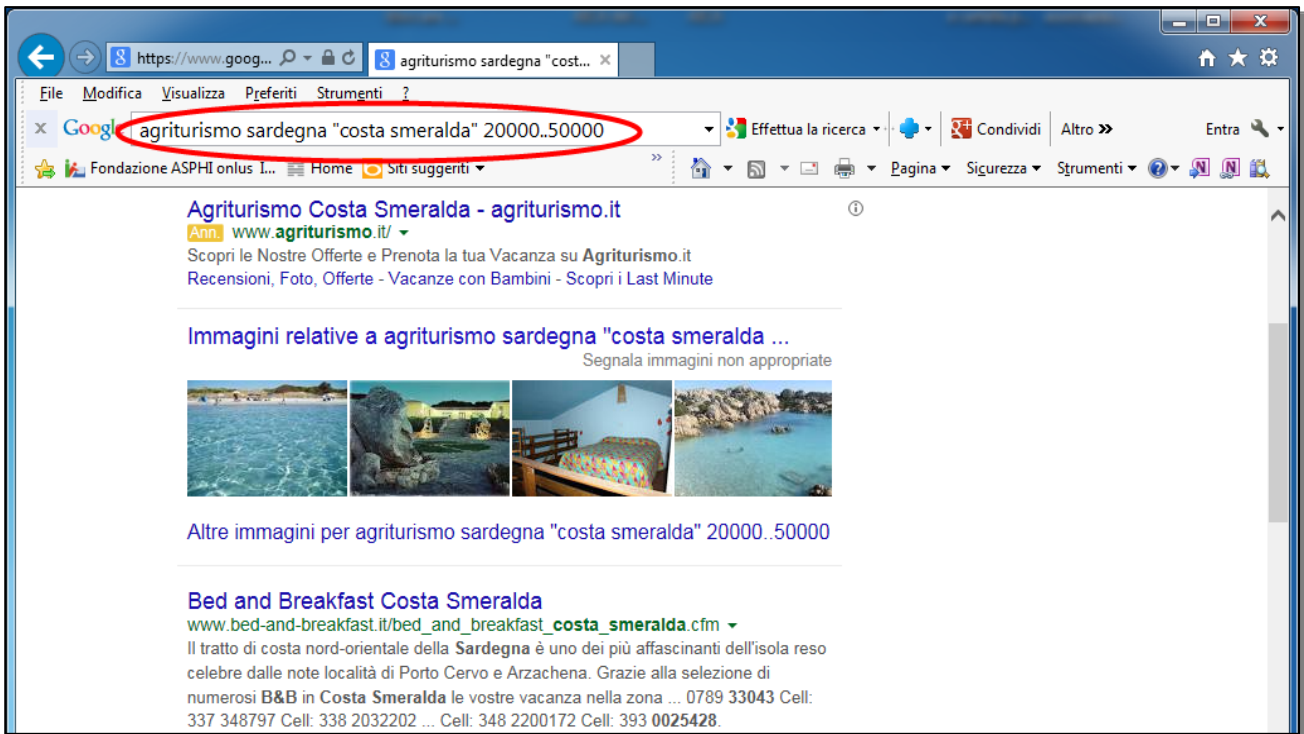 https://www.goog...
agriturismo sardegna "cost...
File Modifica Visualizza Preferiti Strumenti ?
x Google agriturismo sardegna "costa smeralda" 20000..50000 Effettua la ricerca Condividi Altro » Entra
Fondazione ASPHI onlus I... Home Siti suggeriti » Pagina Sicurezza Strumenti
Agriturismo Costa Smeralda - agriturismo.it
Ann. www.agriturismo.it/
Scopri le Nostre Offerte e Prenota la tua Vacanza su Agriturismo.it
Recensioni, Foto, Offerte - Vacanze con Bambini - Scopri i Last Minute
Immagini relative a agriturismo sardegna "costa smeralda ...
Segnala immagini non appropriate
Altre immagini per agriturismo sardegna "costa smeralda" 20000..50000
Bed and Breakfast Costa Smeralda
www.bed-and-breakfast.it/bed_and_breakfast_costa_smeralda.cfm
Il tratto di costa nord-orientale della Sardegna è uno dei più affascinanti dell'isola reso
celebre dalle note località di Porto Cervo e Arzachena. Grazie alla selezione di
numerosi B&B in Costa Smeralda le vostre vacanza nella zona ... 0789 33043 Cell:
337 348797 Cell: 338 2032202 ... Cell: 348 2200172 Cell: 393 0025428.